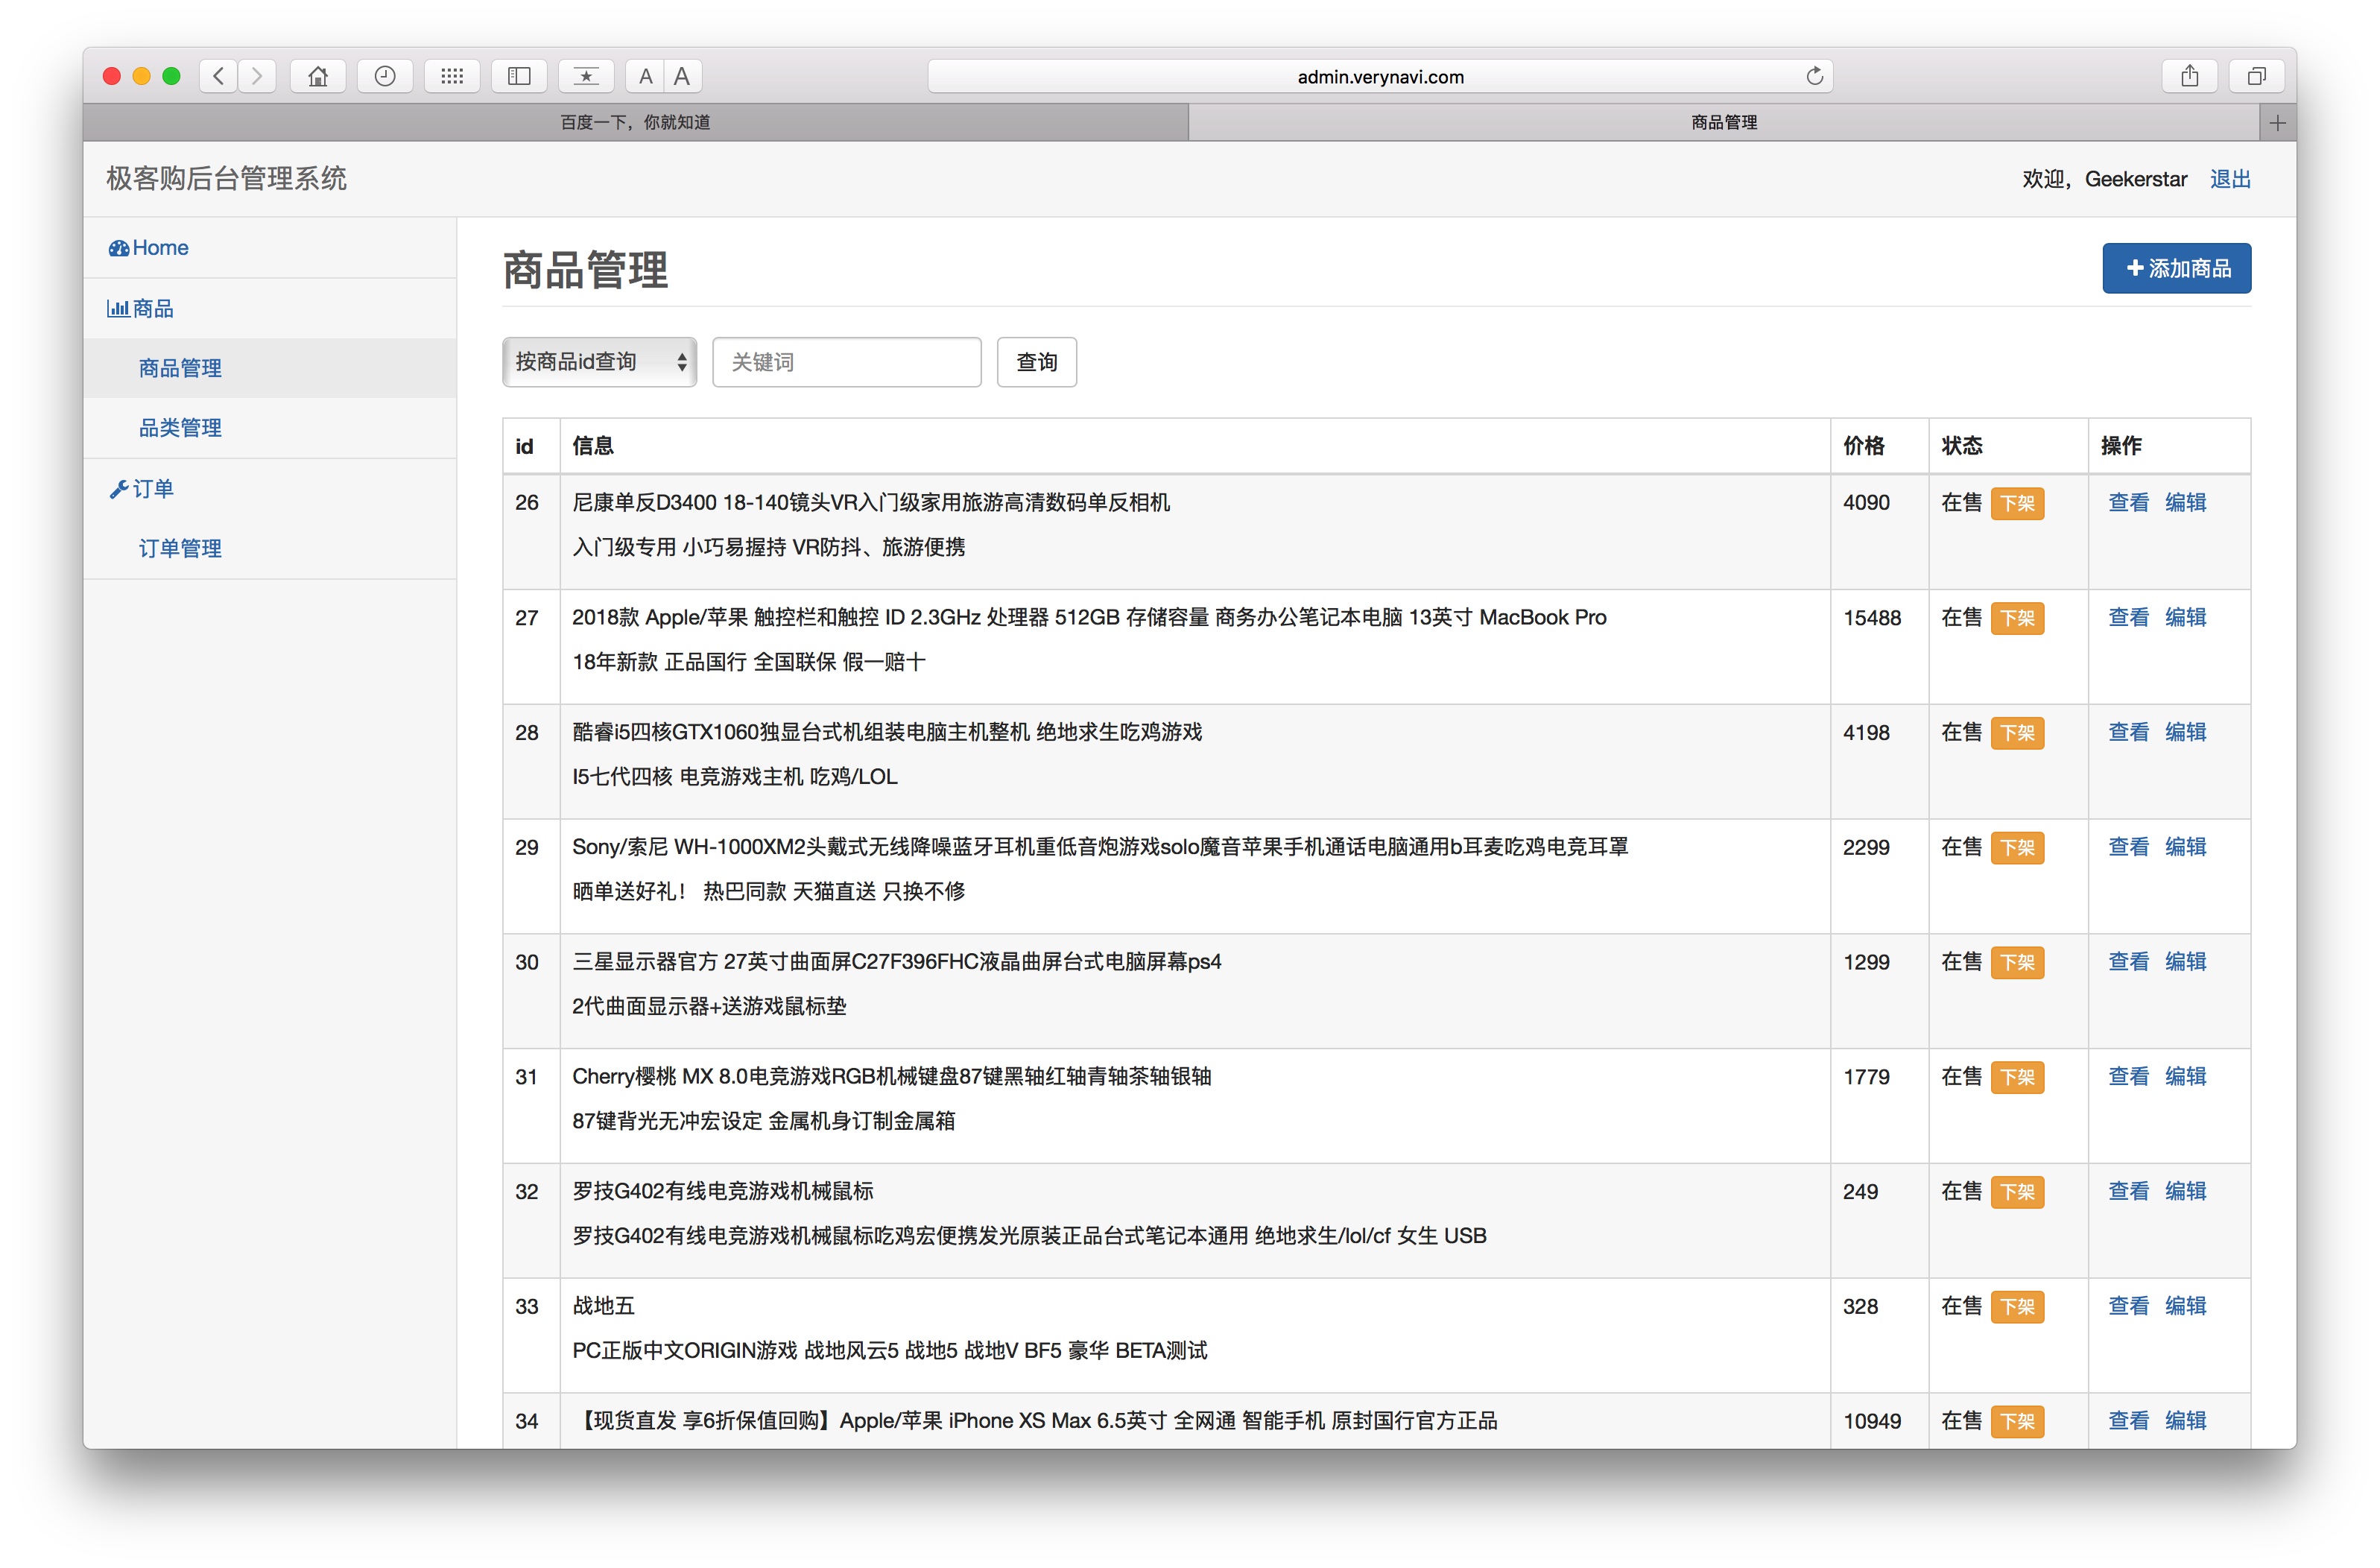 A A
admin.verynavi.com
百度一下，你就知道
商品管理
极客购后台管理系统
欢迎，Geekerstar 退出
Home
商品
商品管理
品类管理
订单
订单管理
商品管理
添加商品
按商品id查询 关键词 查询
id 信息 价格 状态 操作
26 尼康单反D3400 18-140镜头VR入门级家用旅游高清数码单反相机 4090 在售 下架 查看 编辑
入门级专用 小巧易握持 VR防抖、旅游便携
27 2018款 Apple/苹果 触控栏和触控 ID 2.3GHz 处理器 512GB 存储容量 商务办公笔记本电脑 13英寸 MacBook Pro 15488 在售 下架 查看 编辑
18年新款 正品国行 全国联保 假一赔十
28 酷睿i5四核GTX1060独显台式机组装电脑主机整机 绝地求生吃鸡游戏 4198 在售 下架 查看 编辑
I5七代四核 电竞游戏主机 吃鸡/LOL
29 Sony/索尼 WH-1000XM2头戴式无线降噪蓝牙耳机重低音炮游戏solo魔音苹果手机通话电脑通用b耳麦吃鸡电竞耳罩 2299 在售 下架 查看 编辑
晒单送好礼！ 热巴同款 天猫直送 只换不修
30 三星显示器官方 27英寸曲面屏C27F396FHC液晶曲屏台式电脑屏幕ps4 1299 在售 下架 查看 编辑
2代曲面显示器+送游戏鼠标垫
31 Cherry樱桃 MX 8.0电竞游戏RGB机械键盘87键黑轴红轴青轴茶轴银轴 1779 在售 下架 查看 编辑
87键背光无冲宏设定 金属机身订制金属箱
32 罗技G402有线电竞游戏机械鼠标 249 在售 下架 查看 编辑
罗技G402有线电竞游戏机械鼠标吃鸡宏便携发光原装正品台式笔记本通用 绝地求生/lol/cf 女生 USB
33 战地五 328 在售 下架 查看 编辑
PC正版中文ORIGIN游戏 战地风云5 战地5 战地V BF5 豪华 BETA测试
34 【现货直发 享6折保值回购】Apple/苹果 iPhone XS Max 6.5英寸 全网通 智能手机 原封国行官方正品 10949 在售 下架 查看 编辑